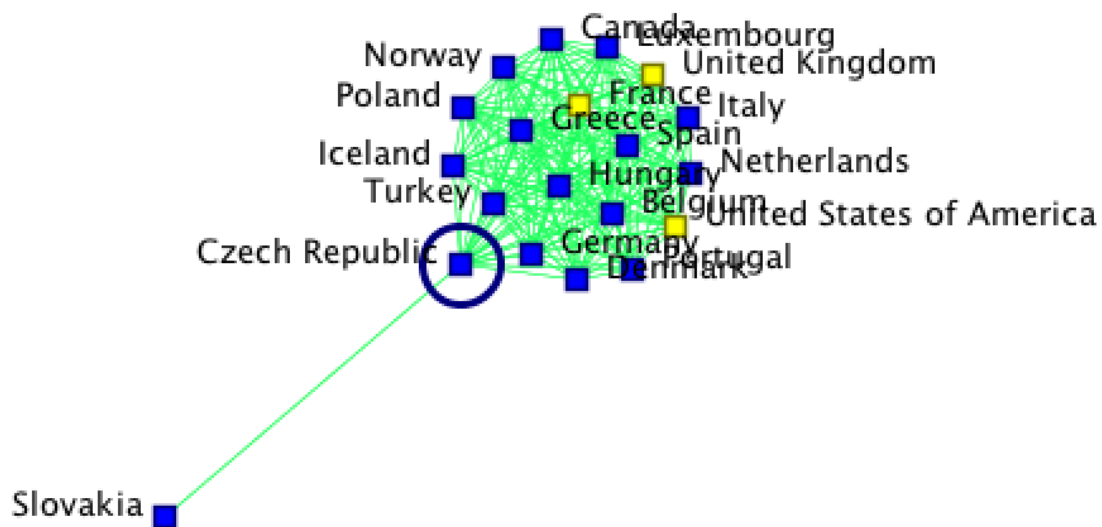 Canada
Luxembourg
Norway
United Kingdom
Poland
France
Italy
Greece
Spain
Iceland
Netherlands
Turkey
Hungary
Belgium
United States of America
Czech Republic
Germany
Portugal
Denmark
Slovakia